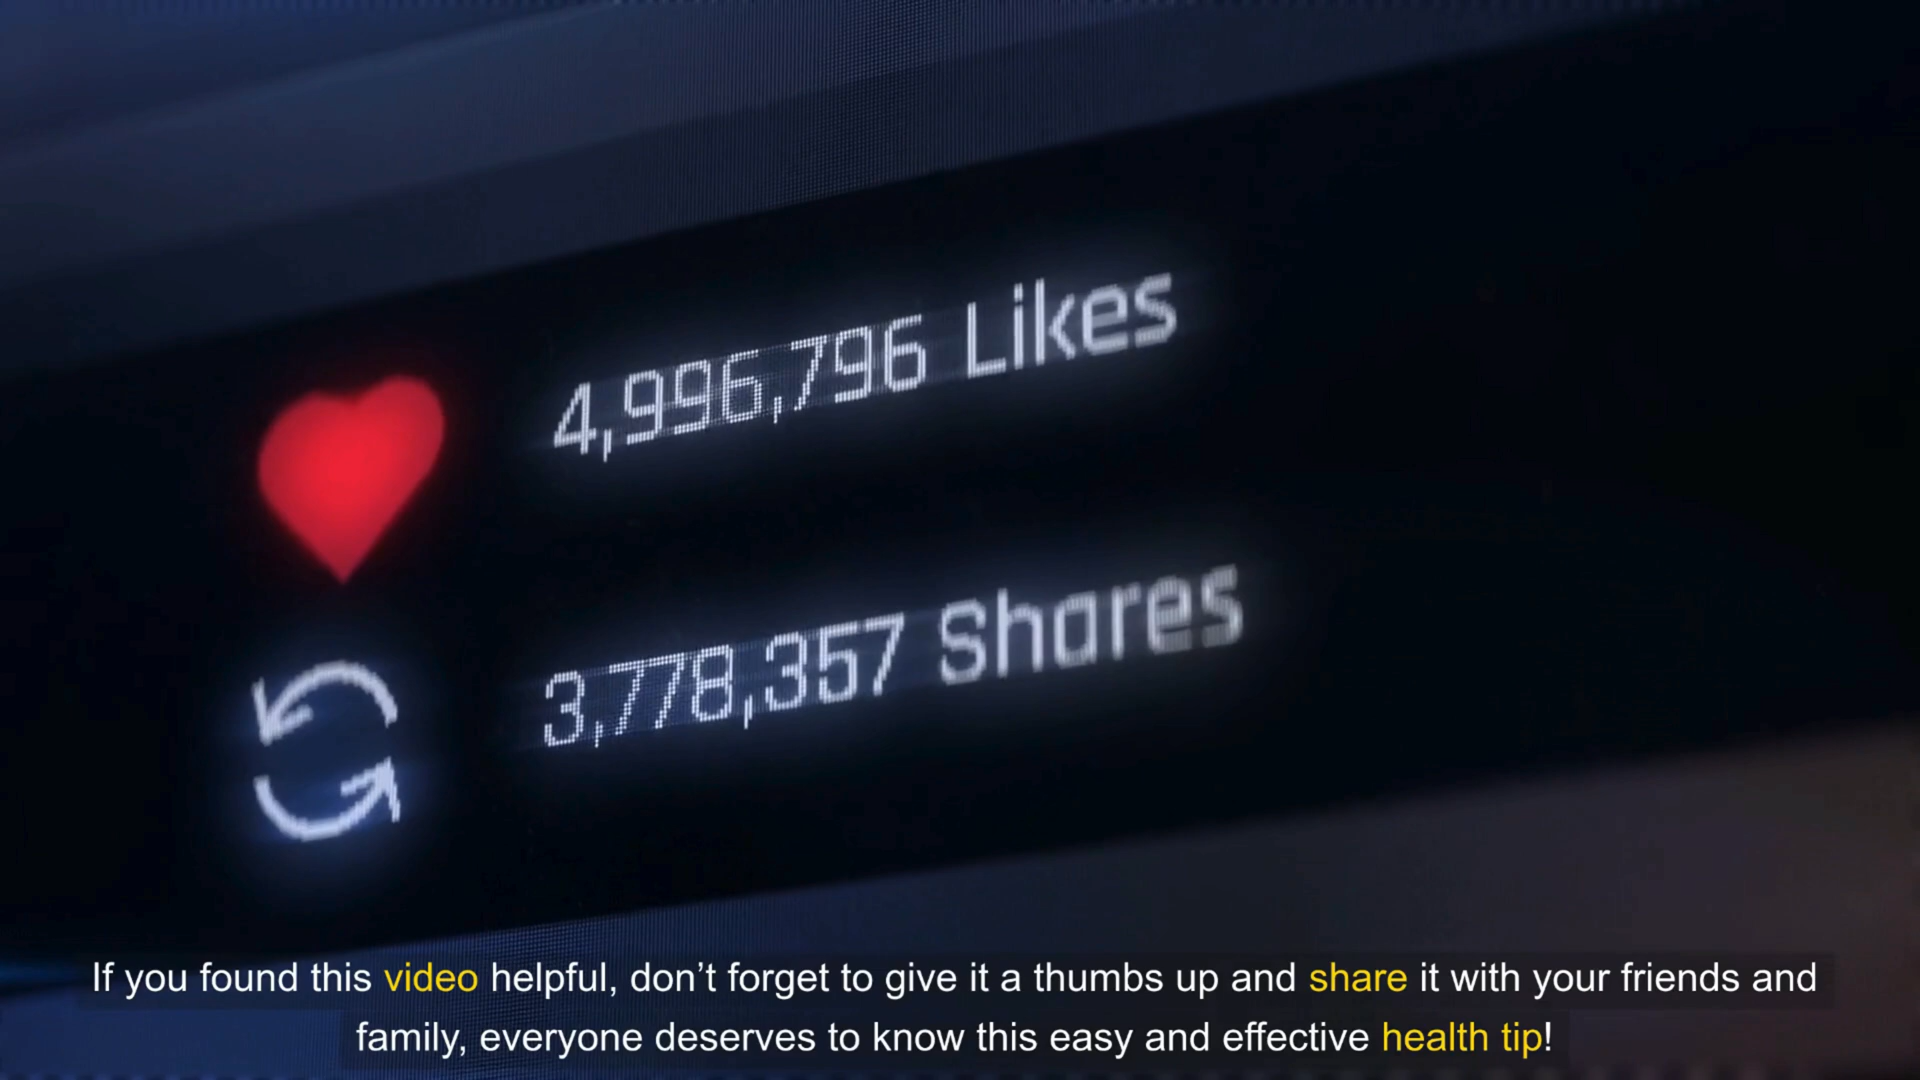 4,996,796 Likes
3,778,357 Shares
If you found this video helpful, don’t forget to give it a thumbs up and share it with your friends and
family, everyone deserves to know this easy and effective health tip!